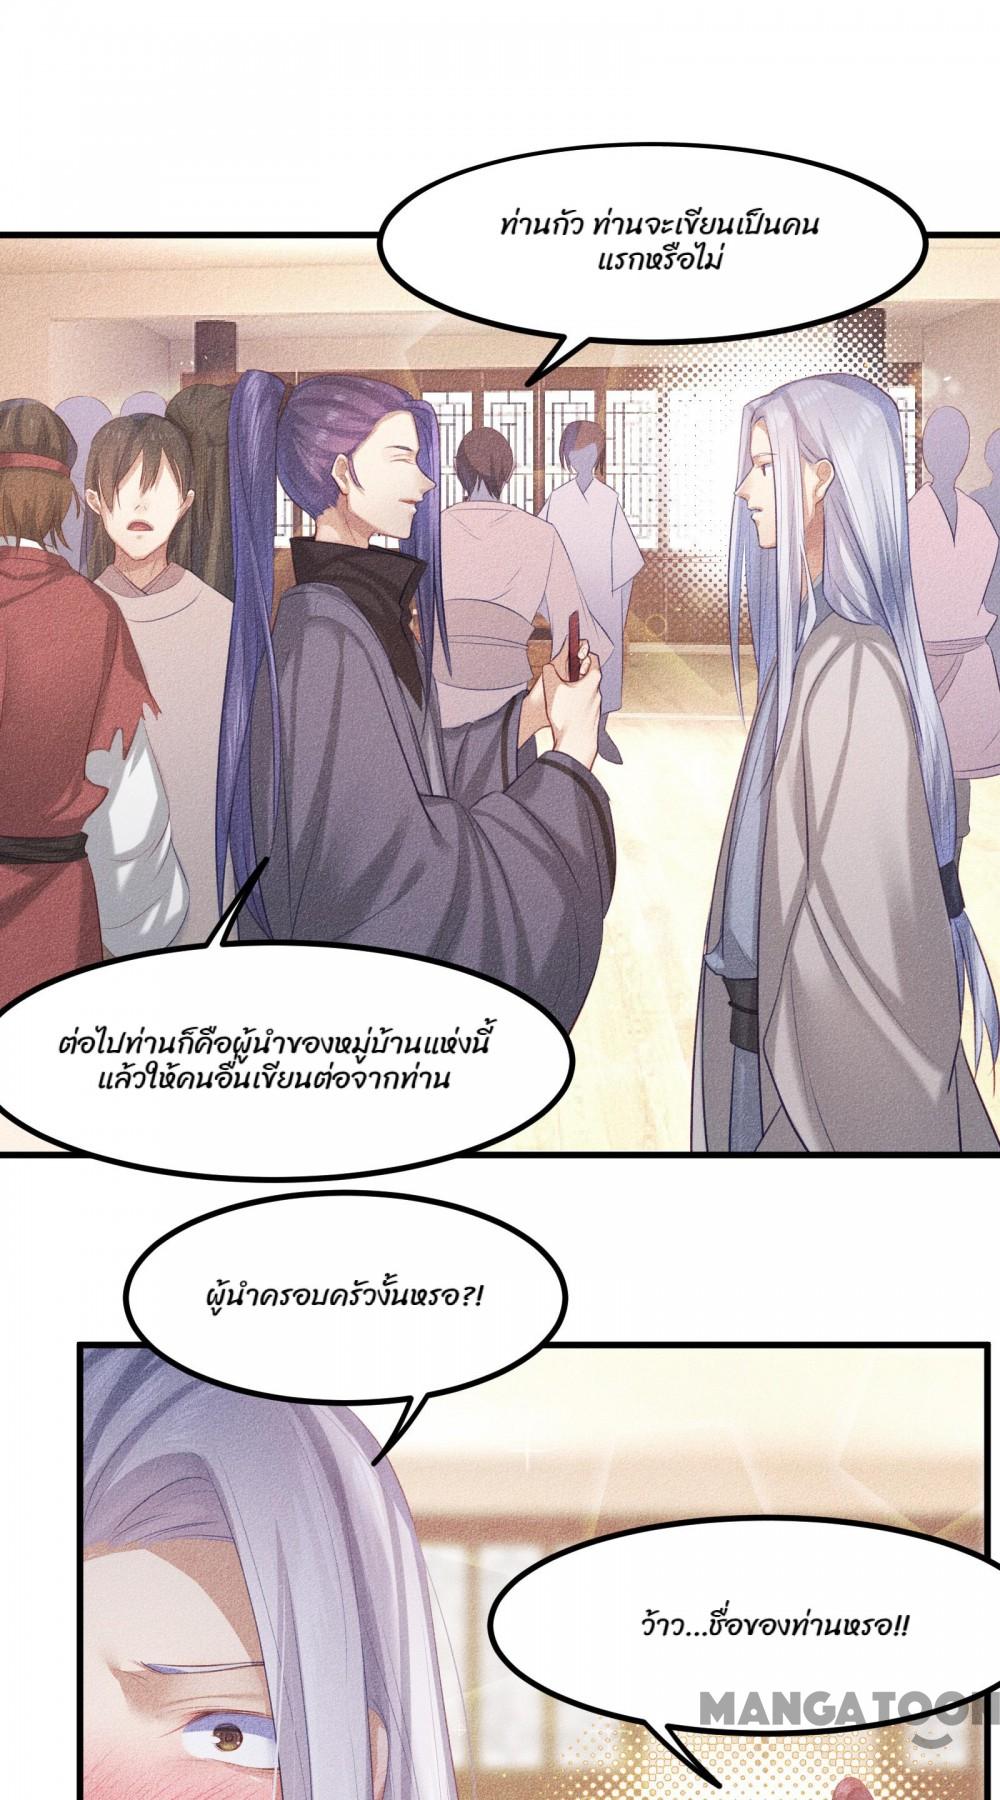 ท่านกัว ท่านจะเขียนเป็นคน
แรกหรือไม่
ต่อไปท่านก็คือผู้นำของหมู่บ้านแห่งนี้
แล้วให้คนอื่นเขียนต่อจากท่าน
ผู้นำครอบครัวงั้นหรอ?!
ว้าว...ชื่อของท่านหรอ!!
MANGATOON